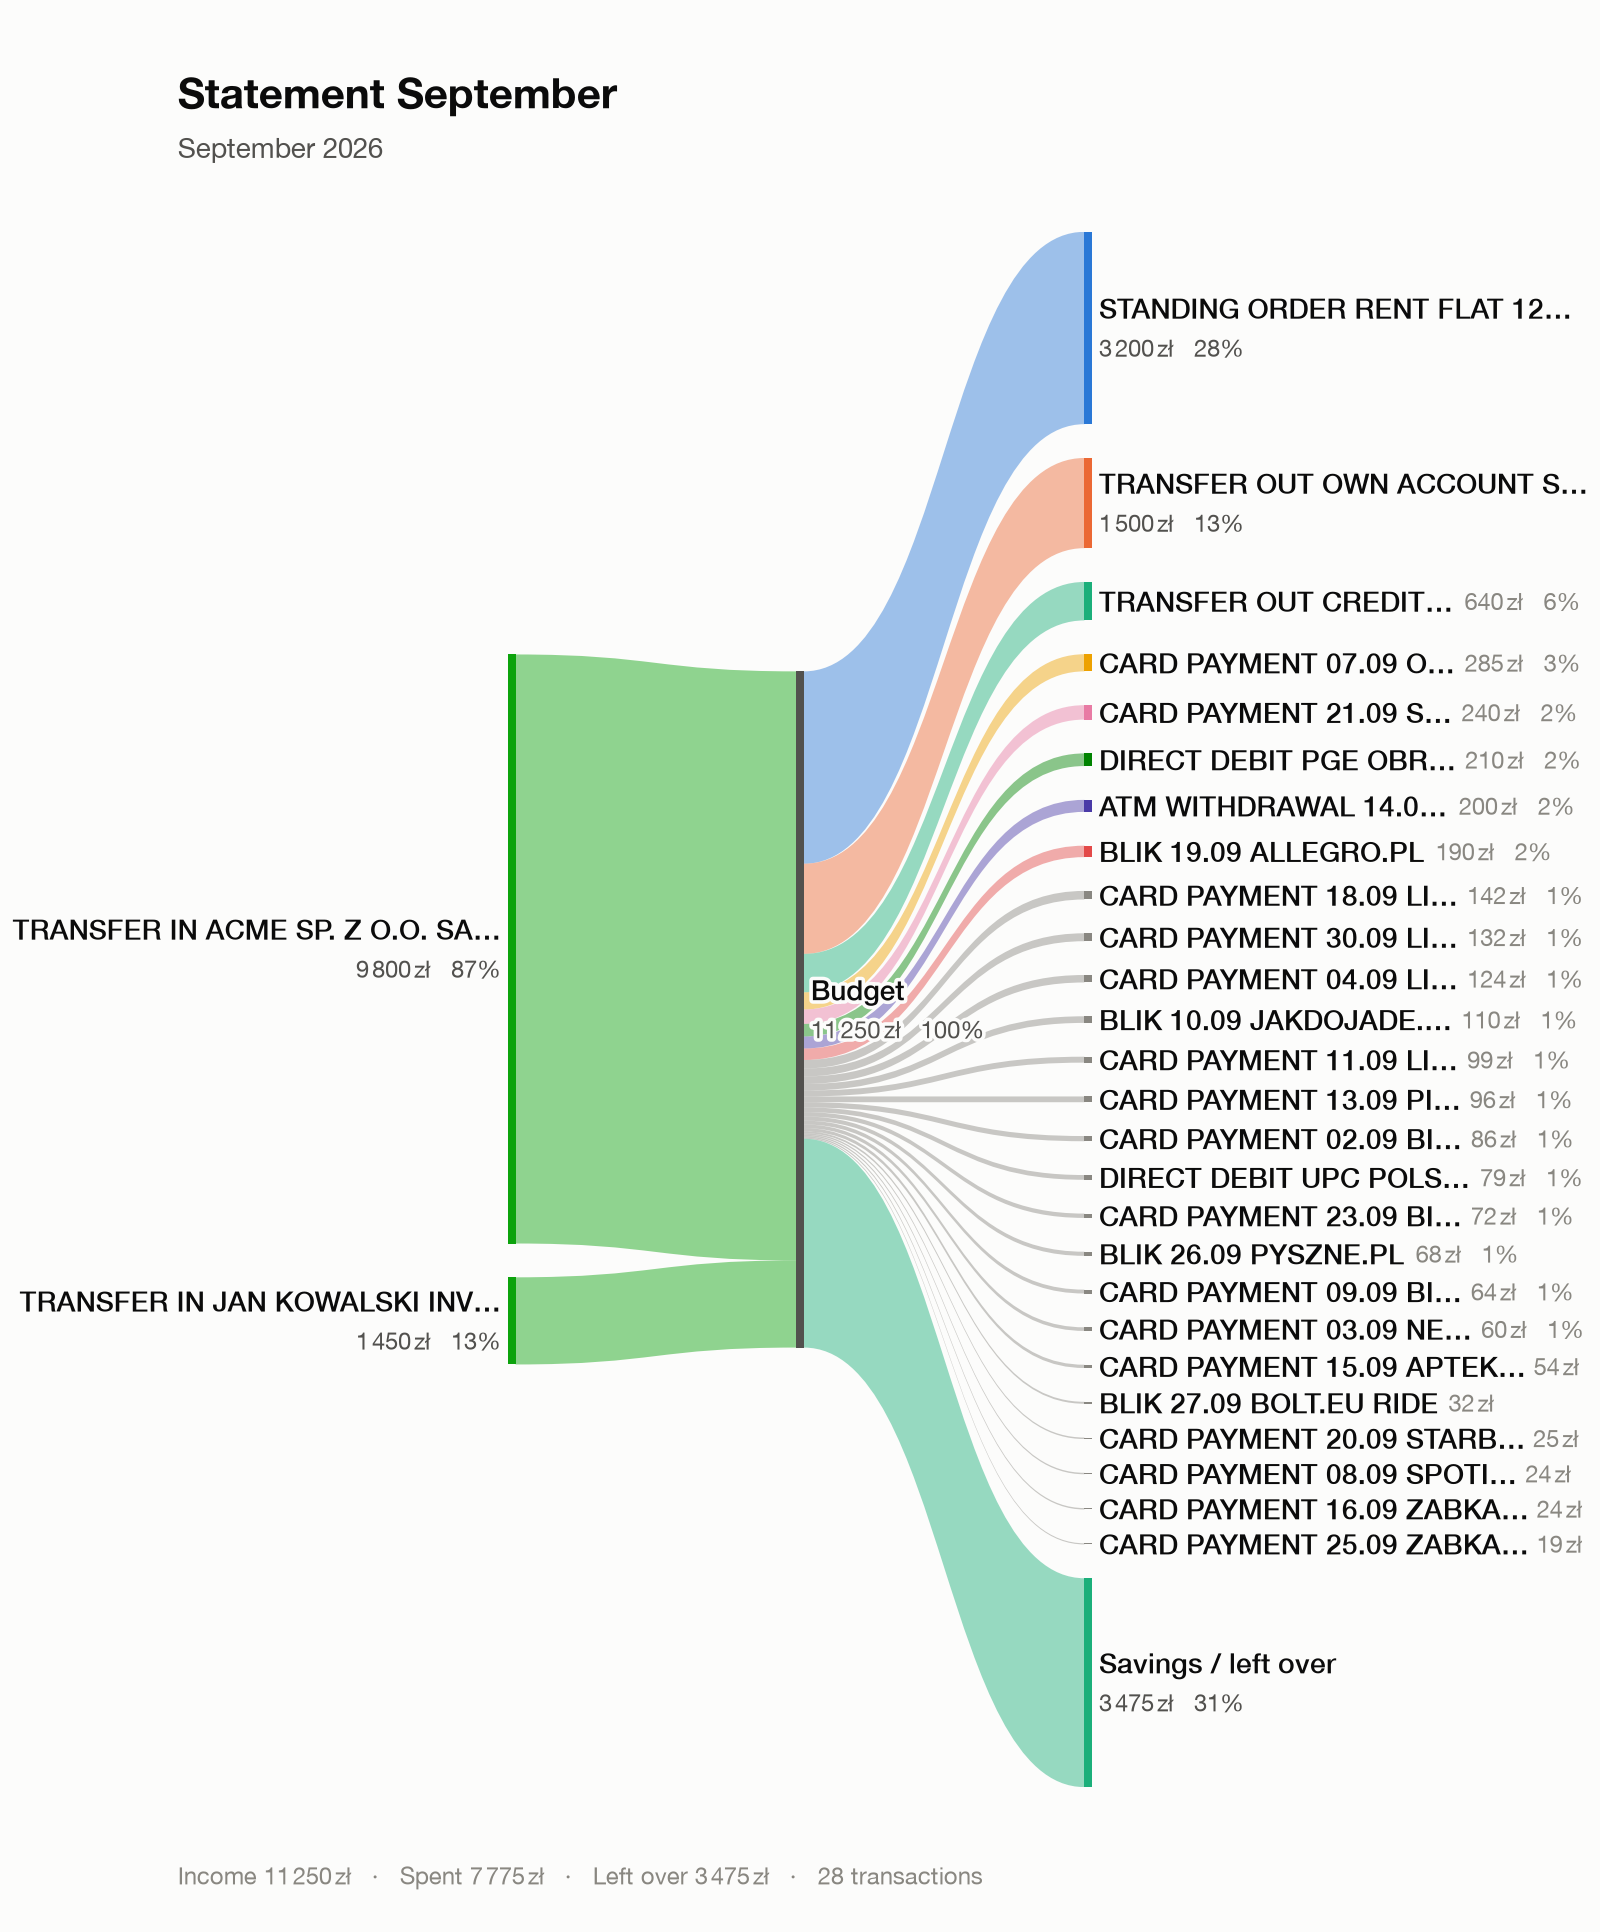 Statement September
September 2026
STANDING ORDER RENT FLAT 12…
3 200 zł 28%
TRANSFER OUT OWN ACCOUNT S…
1 500 zł 13%
TRANSFER OUT CREDIT… 640 zł 6%
CARD PAYMENT 07.09 O… 285 zł 3%
CARD PAYMENT 21.09 S… 240 zł 2%
DIRECT DEBIT PGE OBR… 210 zł 2%
ATM WITHDRAWAL 14.0… 200 zł 2%
BLIK 19.09 ALLEGRO.PL 190 zł 2%
CARD PAYMENT 18.09 LI… 142 zł 1%
TRANSFER IN ACME SP. Z O.O. SA…
9 800 zł 87%
CARD PAYMENT 30.09 LI… 132 zł 1%
CARD PAYMENT 04.09 LI… 124 zł 1%
Budget
11 250 zł 100%
BLIK 10.09 JAKDOJADE.… 110 zł 1%
CARD PAYMENT 11.09 LI… 99 zł 1%
CARD PAYMENT 13.09 PI… 96 zł 1%
CARD PAYMENT 02.09 BI… 86 zł 1%
DIRECT DEBIT UPC POLS… 79 zł 1%
CARD PAYMENT 23.09 BI… 72 zł 1%
BLIK 26.09 PYSZNE.PL 68 zł 1%
CARD PAYMENT 09.09 BI… 64 zł 1%
TRANSFER IN JAN KOWALSKI INV…
1 450 zł 13%
CARD PAYMENT 03.09 NE… 60 zł 1%
CARD PAYMENT 15.09 APTEK… 54 zł
BLIK 27.09 BOLT.EU RIDE 32 zł
CARD PAYMENT 20.09 STARB… 25 zł
CARD PAYMENT 08.09 SPOTI… 24 zł
CARD PAYMENT 16.09 ZABKA… 24 zł
CARD PAYMENT 25.09 ZABKA… 19 zł
Savings / left over
3 475 zł 31%
Income 11 250 zł · Spent 7 775 zł · Left over 3 475 zł · 28 transactions